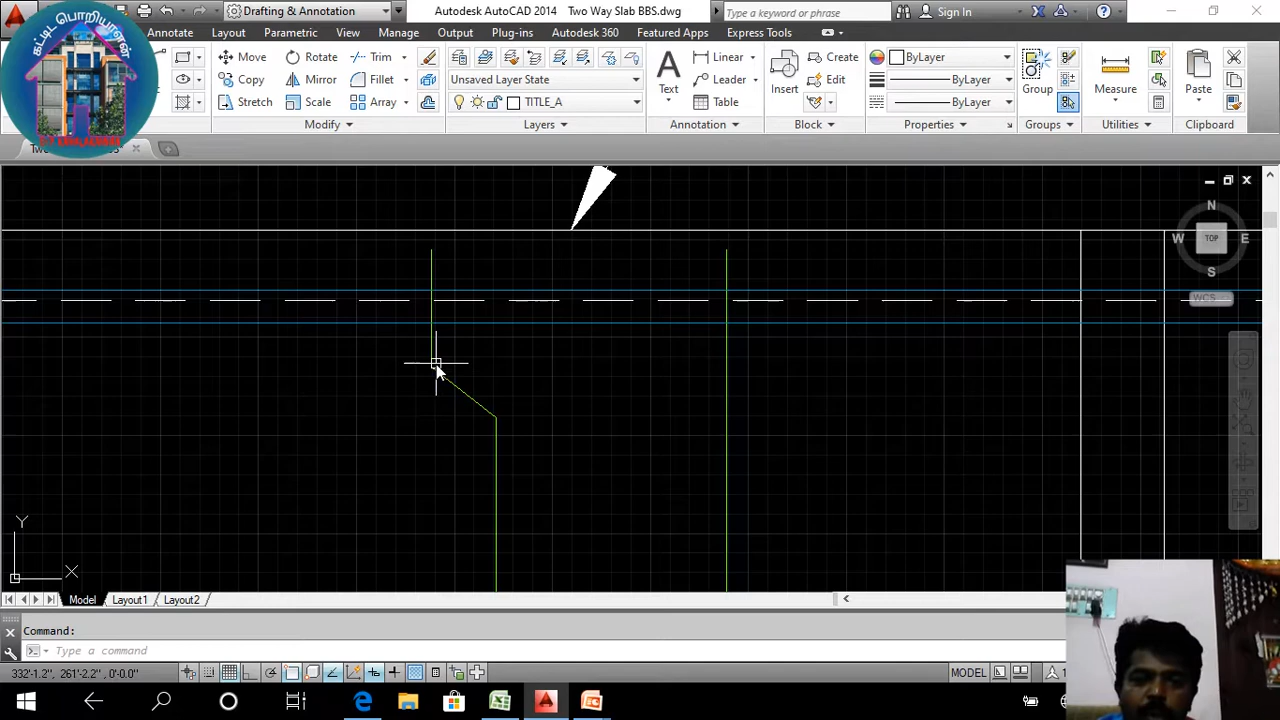 Drafting & Annotation
Autodesk AutoCAD 2014 Two Way Slab BBS.dwg
Type a keyword or phrase
Sign In
Annotate
Layout
Parametric
View
Manage
Output
Plug-ins
Autodesk 360
Featured Apps
Express Tools
Move
Rotate
Trim
Copy
Mirror
Fillet
Stretch
Scale
Array
Modify
Unsaved Layer State
TITLE_A
Layers
Text
Linear
Leader
Table
Annotation
Insert
Create
Edit
Block
ByLayer
ByLayer
ByLayer
Properties
Group
Groups
Measure
Utilities
Paste
Clipboard
கட்டிட பொறியாளன்
N
W
TOP
E
S
WCS
Y
X
Model
Layout1
Layout2
Command:
Type a command
332'-1.2", 261'-2.2", 0'-0.0"
MODEL